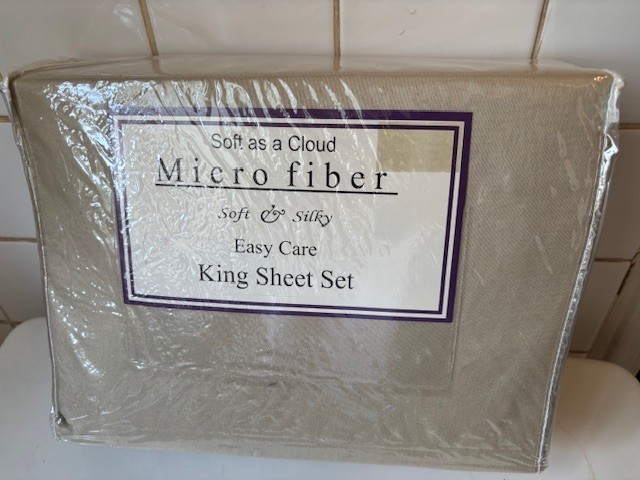 Soft as a Cloud
Micro fiber
Soft & Silky
Easy Care
King Sheet Set